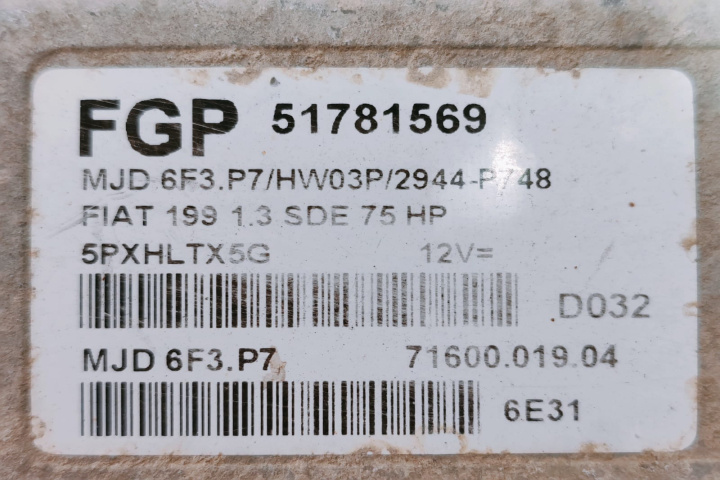 FGP 51781569
MJD 6F3.P7/HW03P/2944-P748
FIAT 199 1.3 SDE 75 HP
5PXHLTX5G 12V=
D032
MJD 6F3.P7 71600.019.04
6E31